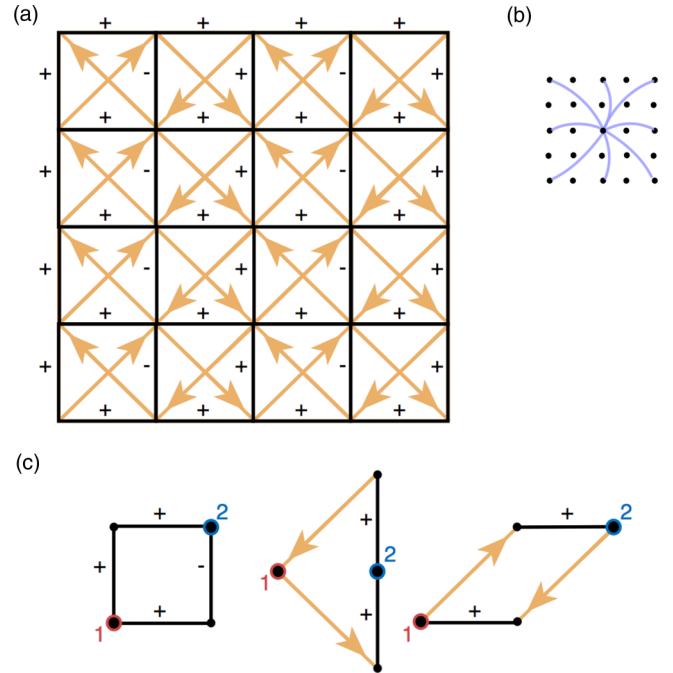 (a)
+ + + +
+ - + - +
+ + + +
+ - + - +
+ + + +
+ - + - +
+ + + +
+ - + - +
+ + + +
(b)
(c)
+ 2
+ -
+
1
+
2
1
+
+ 2
+
1